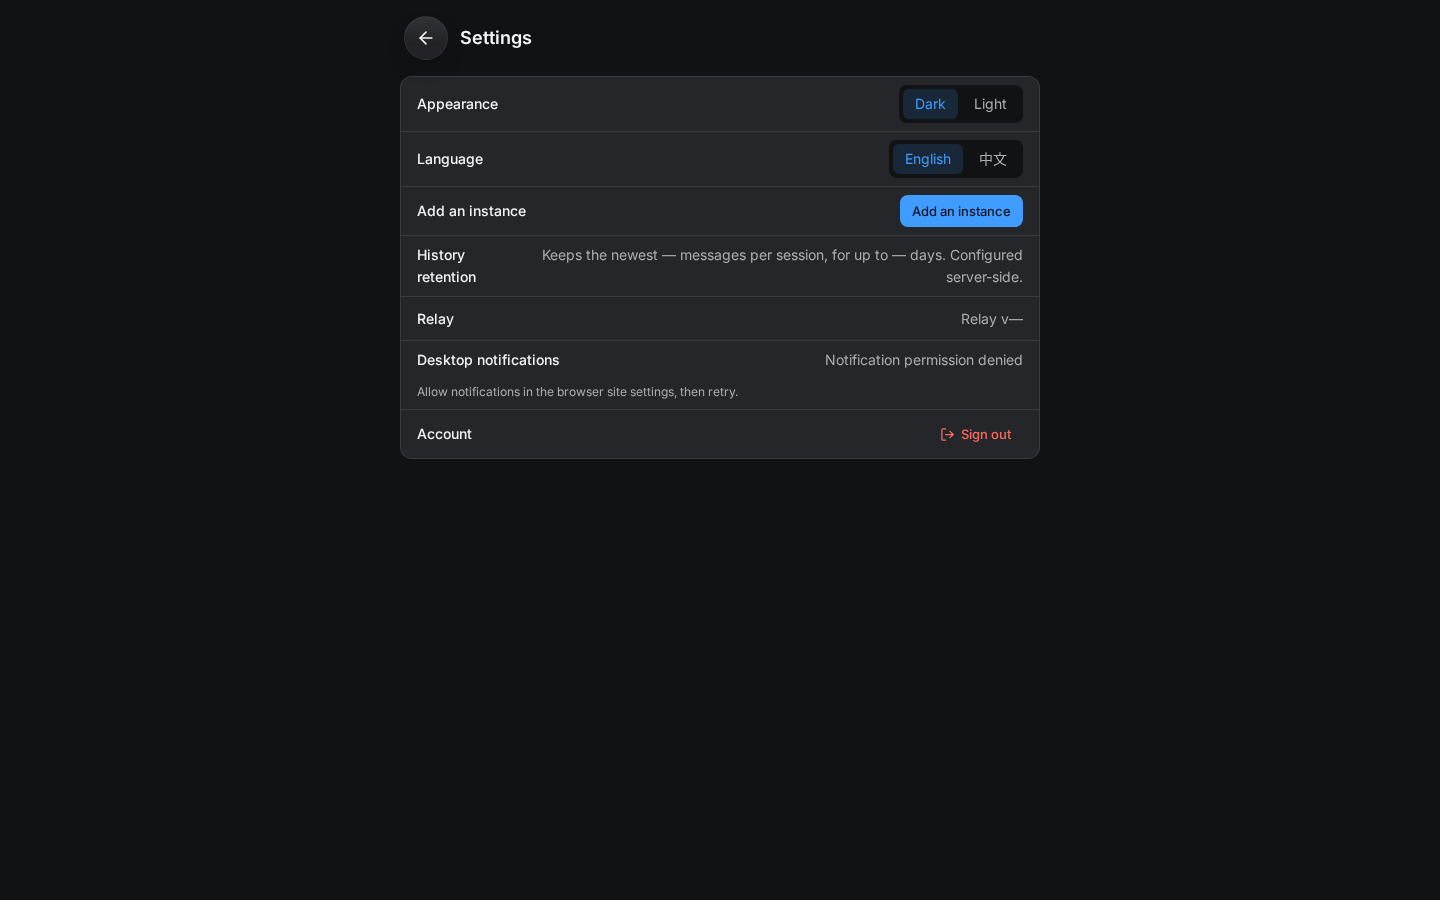 Settings
Appearance
Dark
Light
Language
English
中文
Add an instance
Add an instance
History
retention
Keeps the newest — messages per session, for up to — days. Configured
server-side.
Relay
Relay v—
Desktop notifications
Notification permission denied
Allow notifications in the browser site settings, then retry.
Account
Sign out